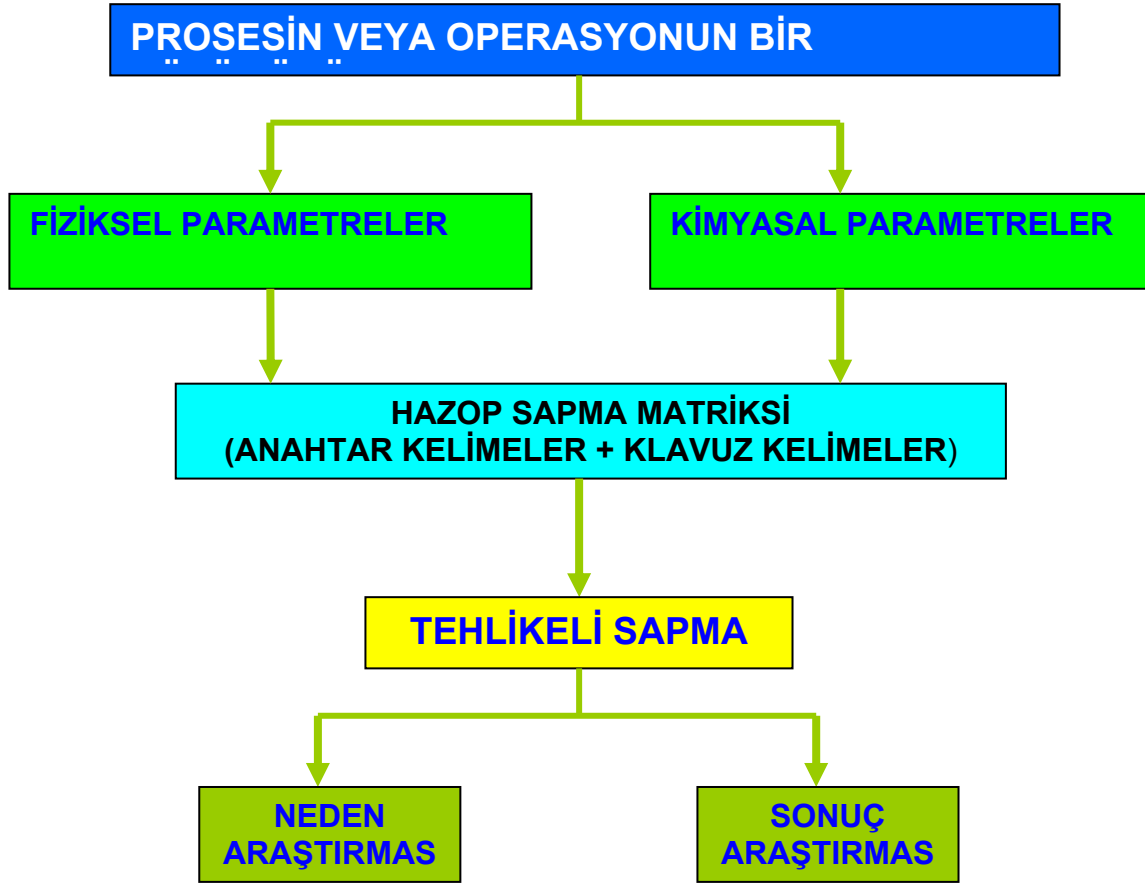 PROSESİN VEYA OPERASYONUN BİR
FİZİKSEL PARAMETRELER
KİMYASAL PARAMETRELER
HAZOP SAPMA MATRİKSİ
(ANAHTAR KELİMELER + KLAVUZ KELİMELER)
TEHLİKELİ SAPMA
NEDEN
ARAŞTIRMAS
SONUÇ
ARAŞTIRMAS